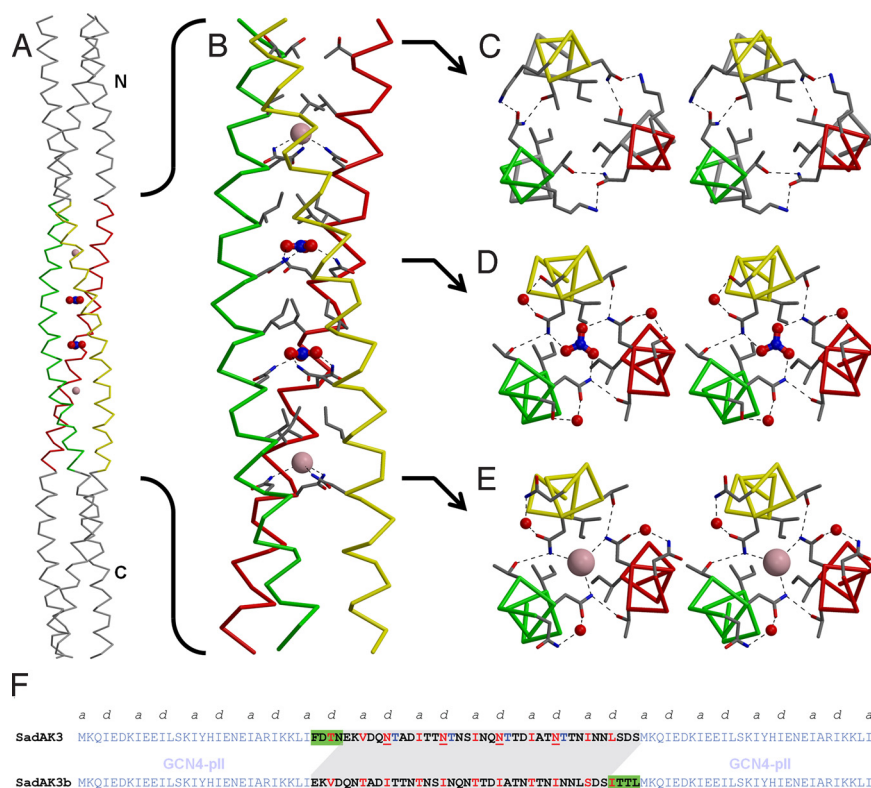 A
N
C
B
C
D
E
F
a d a d a d a d a d a d a d a d a d a d a d
SadAK3 MKQIEDKIEEILSKIYHIENEIARIKKLIFDTNEKVDQNTADITTNTNSINQNTTDIATNTTNINNLSDSMKQIEDKIEEILSKIYHIENEIARIKKLI
GCN4-pII GCN4-pII
SadAK3b MKQIEDKIEEILSKIYHIENEIARIKKLIEKVDQNTADITTNTNSINQNTTDIATNTTNINNLSDSITTLMKQIEDKIEEILSKIYHIENEIARIKKLI